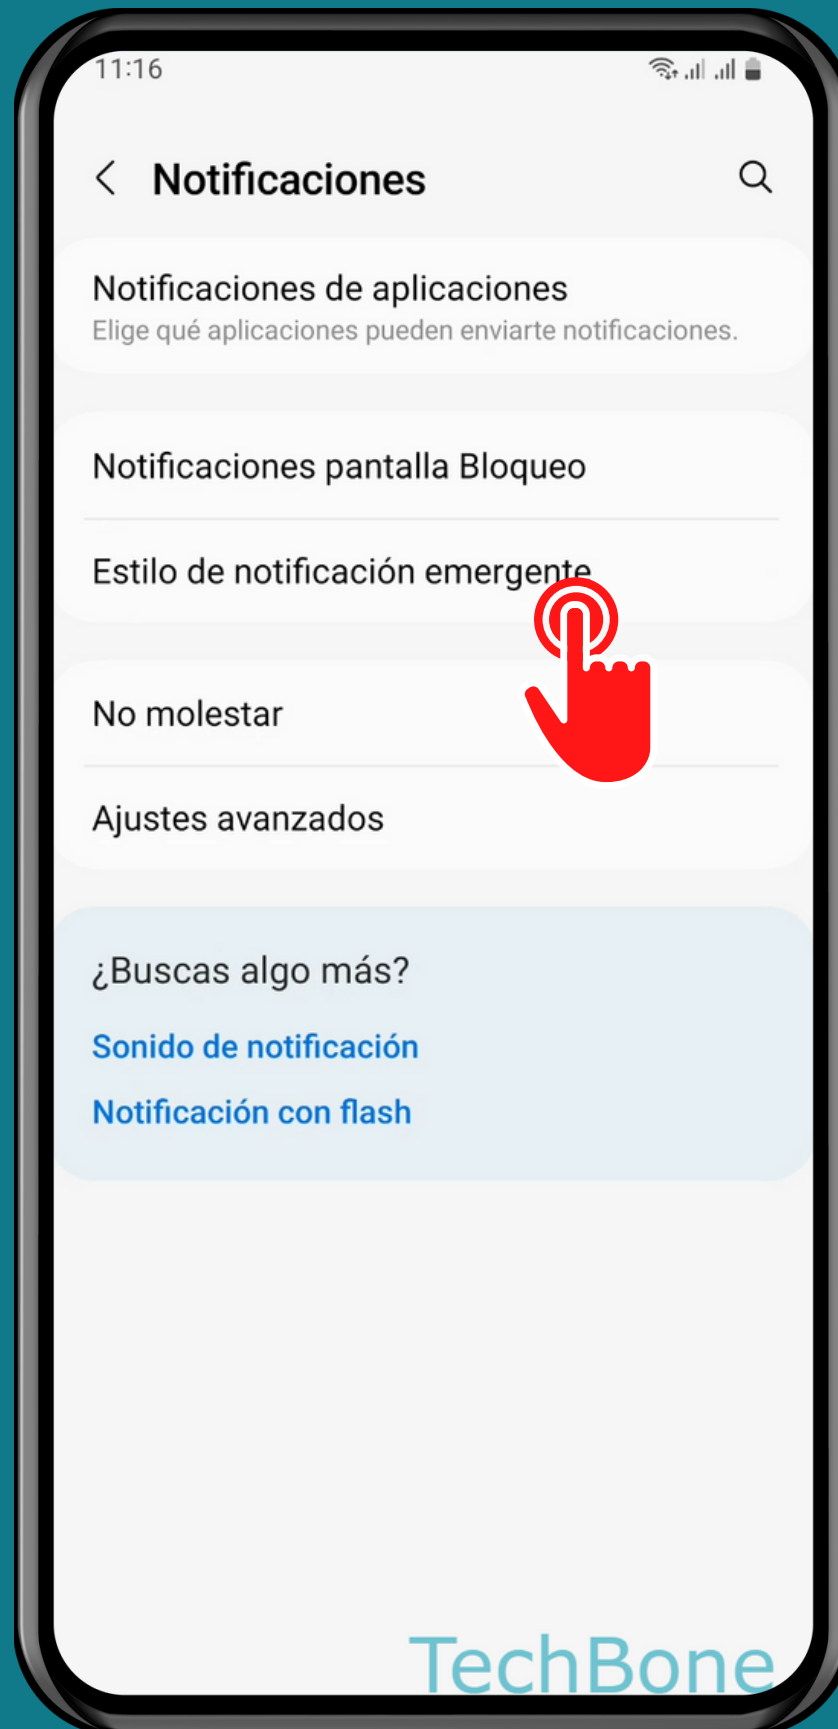 11:16
Notificaciones
Notificaciones de aplicaciones
Elige qué aplicaciones pueden enviarte notificaciones.
Notificaciones pantalla Bloqueo
Estilo de notificación emergente
No molestar
Ajustes avanzados
¿Buscas algo más?
Sonido de notificación
Notificación con flash
TechBone